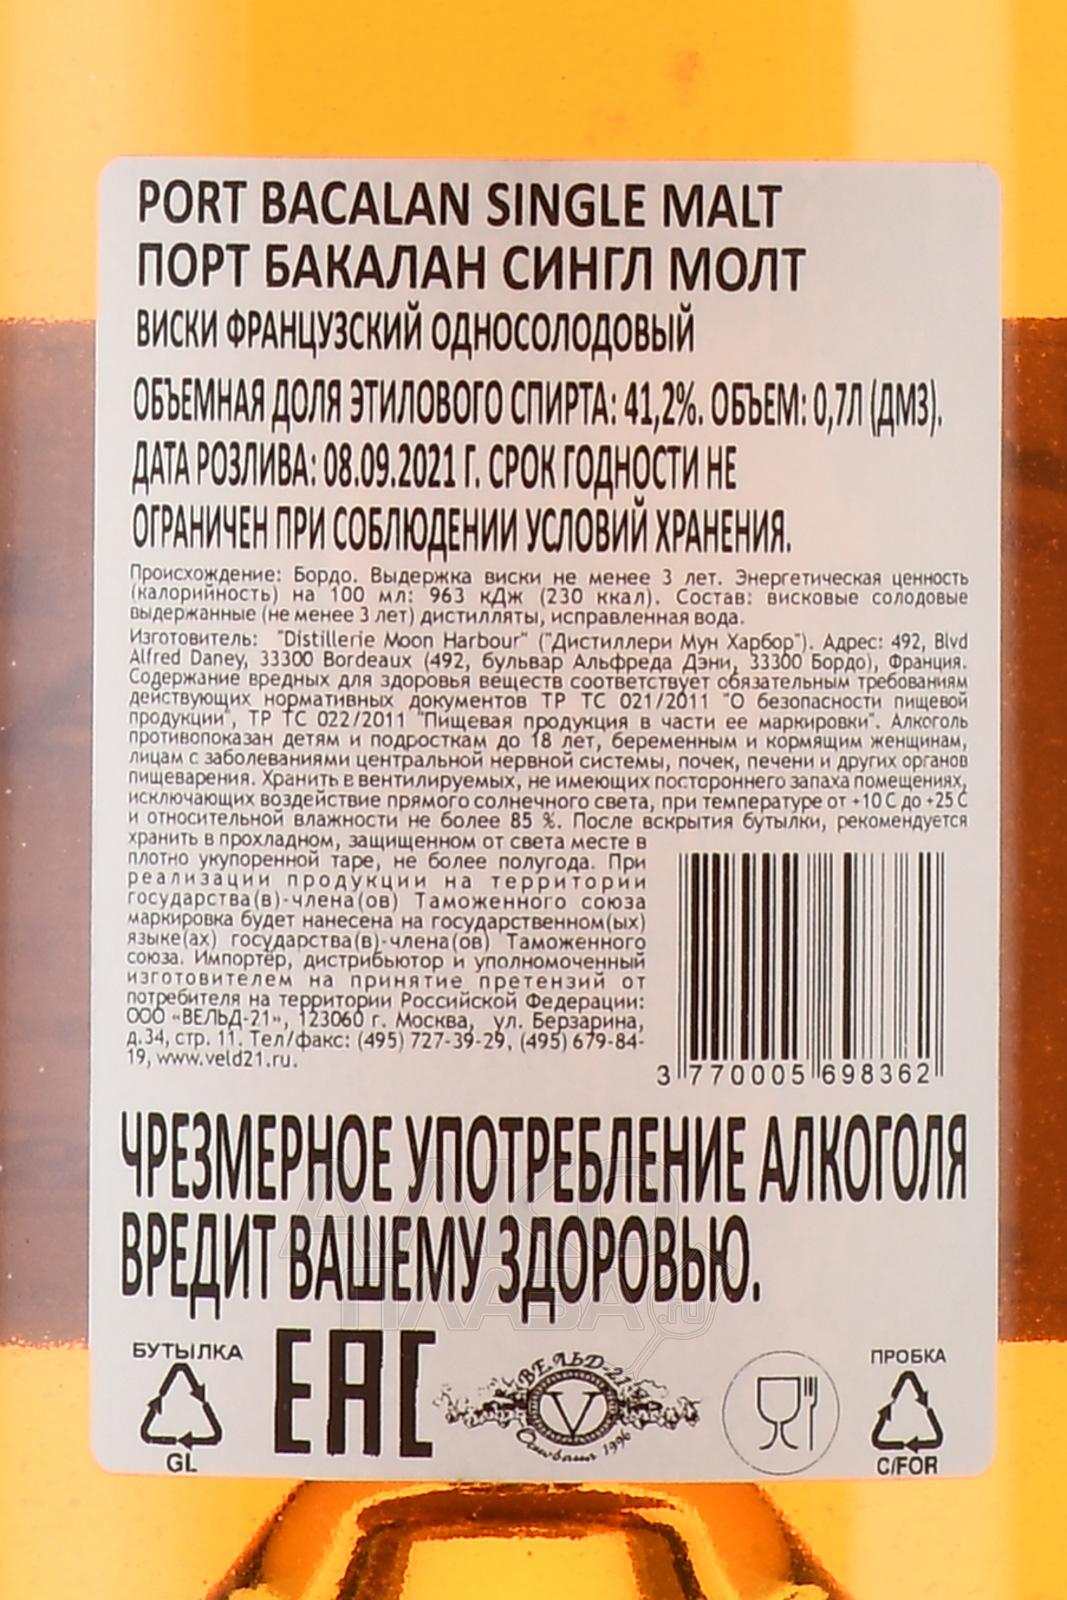 PORT BACALAN SINGLE MALT
ПОРТ БАКАЛАН СИНГЛ МОЛТ
ВИСКИ ФРАНЦУЗСКИЙ ОДНОСОЛОДОВЫЙ
ОБЪЕМНАЯ ДОЛЯ ЭТИЛОВОГО СПИРТА: 41,2%. ОБЪЕМ: 0,7Л (ДМ3).
ДАТА РОЗЛИВА: 08.09.2021 Г. СРОК ГОДНОСТИ НЕ
ОГРАНИЧЕН ПРИ СОБЛЮДЕНИИ УСЛОВИЙ ХРАНЕНИЯ.
Происхождение: Бордо. Выдержка виски не менее 3 лет. Энергетическая ценность
(калорийность) на 100 мл: 963 кДж (230 ккал). Состав: висковые солодовые
выдержанные (не менее 3 лет) дистилляты, исправленная вода.
Изготовитель: "Distillerie Moon Harbour" ("Дистиллери Мун Харбор"). Адрес: 492, Blvd
Alfred Daney, 33300 Bordeaux (492, бульвар Альфреда Дэни, 33300 Бордо), Франция.
Содержание вредных для здоровья веществ соответствует обязательным требованиям
действующих нормативных документов ТР ТС 021/2011 "О безопасности пищевой
продукции", ТР ТС 022/2011 "Пищевая продукция в части ее маркировки". Алкоголь
противопоказан детям и подросткам до 18 лет, беременным и кормящим женщинам,
лицам с заболеваниями центральной нервной системы, почек, печени и других органов
пищеварения. Хранить в вентилируемых, не имеющих постороннего запаха помещениях,
исключающих воздействие прямого солнечного света, при температуре от +10 С до +25 С
и относительной влажности не более 85 %. После вскрытия бутылки, рекомендуется
хранить в прохладном, защищенном от света месте в
плотно укупоренной таре, не более полугода. При
реализации продукции на территории
государства(в)-члена(ов) Таможенного союза
маркировка будет нанесена на государственном(ых)
языке(ах) государства(в)-члена(ов) Таможенного
союза. Импортёр, дистрибьютор и уполномоченный
изготовителем на принятие претензий от
потребителя на территории Российской Федерации:
ООО «ВЕЛЬД-21», 123060 г. Москва, ул. Берзарина,
д.34, стр. 11. Тел/факс: (495) 727-39-29, (495) 679-84-
19, www.veld21.ru.
3 770005 698362
ЧРЕЗМЕРНОЕ УПОТРЕБЛЕНИЕ АЛКОГОЛЯ
ВРЕДИТ ВАШЕМУ ЗДОРОВЬЮ.
АЛКО
ПЛАЗА.ru
БУТЫЛКА
GL
EAC
ВЕЛЬД-21
V
Основана 1996
ПРОБКА
C/FOR